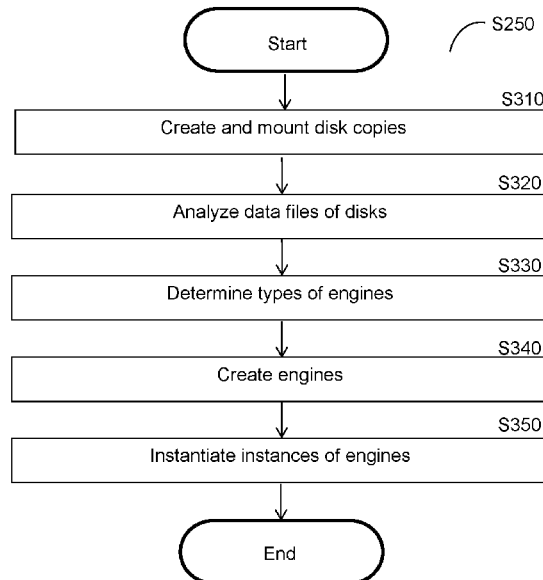 Start
S250
S310
Create and mount disk copies
S320
Analyze data files of disks
S330
Determine types of engines
S340
Create engines
S350
Instantiate instances of engines
End